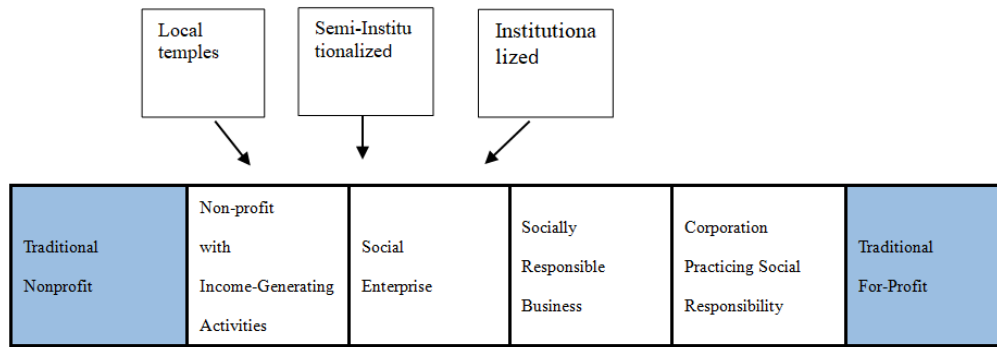 Local
temples
Semi-Institu
tionalized
Institutiona
lized
Traditional
Nonprofit
Non-profit
with
Income-Generating
Activities
Social
Enterprise
Socially
Responsible
Business
Corporation
Practicing Social
Responsibility
Traditional
For-Profit